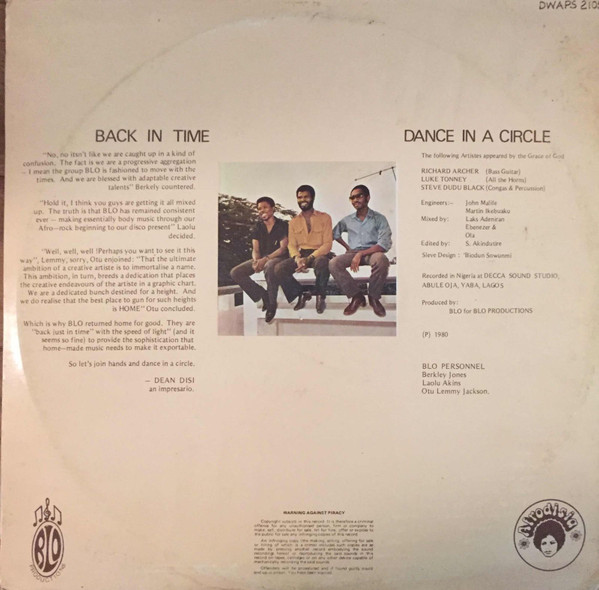 DWAPS 210
BACK IN TIME
"No, no isn't like we are caught up in a kind of
confusion. The fact is we are a progressive aggregation
– I mean the group BLO is fashioned to move with the
times. And we are blessed with adaptable creative
talents" Berkely countered.
"Hold it, I think you guys are getting it all mixed
up. The truth is that BLO has remained consistent
ever – making essentially body music through our
Afro–rock beginning to our disco present" Laolu
decided.
"Well, well, well (Perhaps you want to see it this
way", Lemmy, sorry, Otu enjoined: "That the ultimate
ambition of a creative artist is to immortalise a name.
This ambition, in turn, breeds a dedication that places
the creative endeavours of the artiste in a graphic chart.
We are a dedicated bunch destined for a height. And
we do realise that the best place to gun for such heights
is HOME" Otu concluded.
Which is why BLO returned home for good. They are
"back just in time" with the speed of light" (and it
seems so fine) to provide the sophistication that
home–made music needs to make it exportable.
So let's join hands and dance in a circle.
– DEAN DISI
an impresario.
DANCE IN A CIRCLE
The following Artistes appeared by the Grace of God
RICHARD ARCHER (Bass Guitar)
LUKE TONNEY (All the Horns)
STEVE DUDU BLACK (Congas & Percussion)
Engineers:– John Malife
Martin Ikebuako
Mixed by: Laks Adeniran
Ebenezer &
Ola
Edited by: S. Akindutire
Sleve Design : 'Biodun Sowunmi
Recorded in Nigeria at DECCA SOUND STUDIO,
ABULE OJA, YABA, LAGOS
Produced by:
BLO for BLO PRODUCTIONS
(P) 1980
BLO PERSONNEL
Berkley Jones
Laolu Akins
Otu Lemmy Jackson.
BLO
PRODUCTIONS
WARNING AGAINST PIRACY
Afrodisia